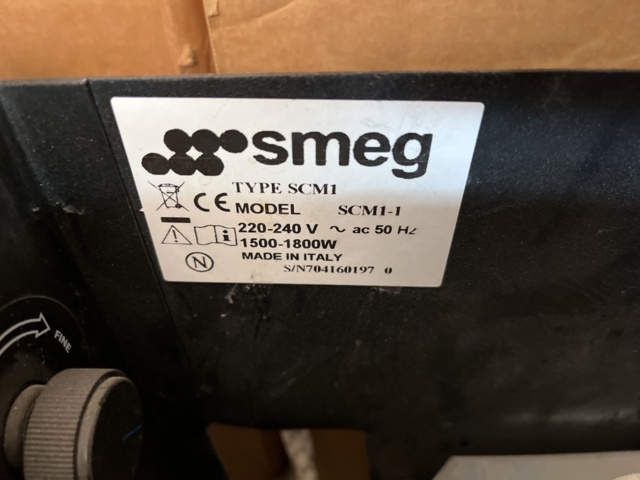 smeg
TYPE SCM1
CE MODEL SCM1-1
220-240 V ~ ac 50 Hz
1500-1800W
MADE IN ITALY
N S/N704160197 0
FINE